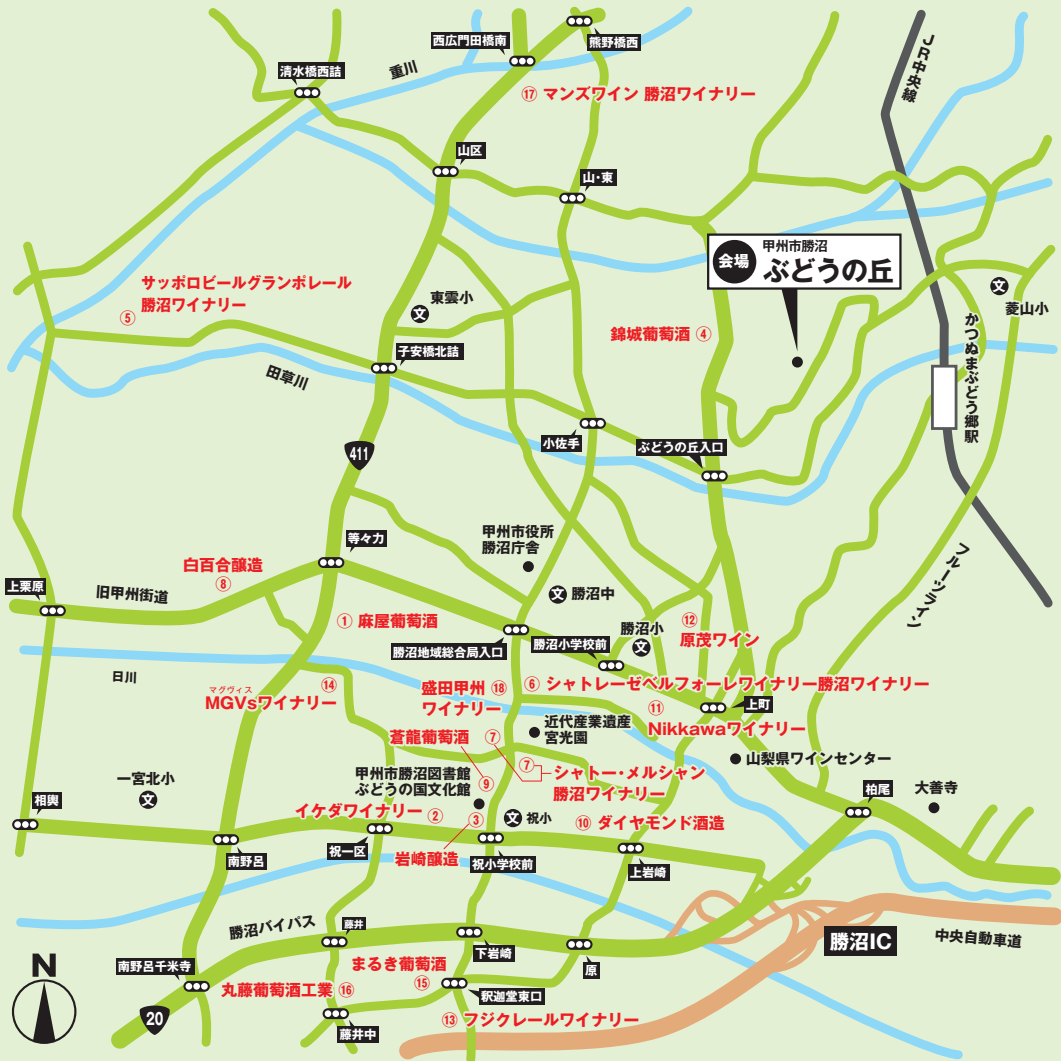 西広門田橋南
熊野橋西
JR中央線
清水橋西詰
重川
⑰ マンズワイン 勝沼ワイナリー
山区
山・東
会場
甲州市勝沼
ぶどうの丘
サッポロビールグランポレール
勝沼ワイナリー
⑤
文
東雲小
文
菱山小
錦城葡萄酒 ④
かつぬまぶどう郷駅
子安橋北詰
田草川
小佐手
ぶどうの丘入口
411
甲州市役所
勝沼庁舎
等々力
フルーツライン
白百合醸造
⑧
上栗原
旧甲州街道
文 勝沼中
① 麻屋葡萄酒
勝沼地域総合局入口
勝沼小学校前
勝沼小
文
⑫
原茂ワイン
日川
⑭
マグヴィス
MGVsワイナリー
盛田甲州 ⑱
ワイナリー
⑥ シャトレーゼベルフォーレワイナリー勝沼ワイナリー
⑪
上町
Nikkawaワイナリー
蒼龍葡萄酒
⑦
近代産業遺産
宮光園
山梨県ワインセンター
一宮北小
文
甲州市勝沼図書館
ぶどうの国文化館
⑨
⑦
シャトー・メルシャン
勝沼ワイナリー
相輿
柏尾
大善寺
イケダワイナリー ②
③
文 祝小
⑩ ダイヤモンド酒造
南野呂
祝一区
岩崎醸造
祝小学校前
上岩崎
勝沼バイパス
藤井
下岩崎
原
勝沼IC
中央自動車道
N
南野呂千米寺
まるき葡萄酒
⑮
丸藤葡萄酒工業 ⑯
釈迦堂東口
20
藤井中
⑬ フジクレールワイナリー